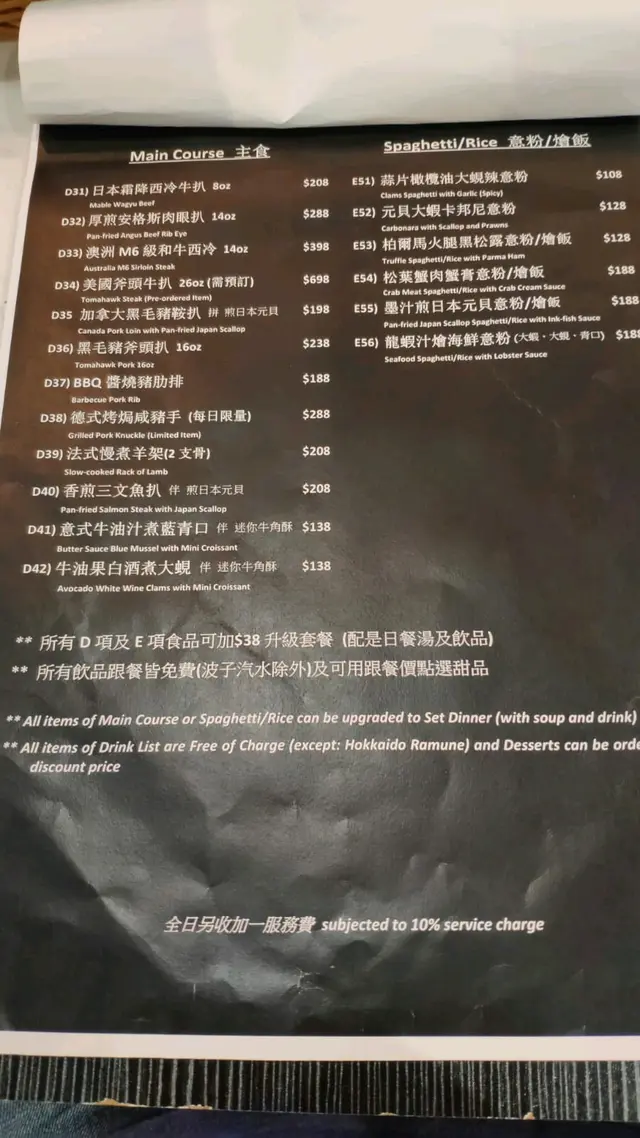 Main Course 主食
D31) 日本霜降西冷牛扒 8oz $208
Mable Wagyu Beef
D32) 厚煎安格斯肉眼扒 14oz $288
Pan-fried Angus Beef Rib Eye
D33) 澳洲 M6 級和牛西冷 14oz $398
Australia M6 Sirloin Steak
D34) 美國斧頭牛扒 26oz (需預訂) $698
Tomahawk Steak (Pre-ordered Item)
D35 加拿大黑毛豬鞍扒 拼 煎日本元貝 $198
Canada Pork Loin with Pan-fried Japan Scallop
D36) 黑毛豬斧頭扒 16oz $238
Tomahawk Pork 16oz
D37) BBQ 醬燒豬肋排 $188
Barbecue Pork Rib
D38) 德式烤焗咸豬手 (每日限量) $288
Grilled Pork Knuckle (Limited Item)
D39) 法式慢煮羊架(2 支骨) $208
Slow-cooked Rack of Lamb
D40) 香煎三文魚扒 伴 煎日本元貝 $208
Pan-fried Salmon Steak with Japan Scallop
D41) 意式牛油汁煮藍青口 伴 迷你牛角酥 $138
Butter Sauce Blue Mussel with Mini Croissant
D42) 牛油果白酒煮大蜆 伴 迷你牛角酥 $138
Avocado White Wine Clams with Mini Croissant
Spaghetti/Rice 意粉/燴飯
E51) 蒜片橄欖油大蜆辣意粉 $108
Clams Spaghetti with Garlic (Spicy)
E52) 元貝大蝦卡邦尼意粉 $128
Carbonara with Scallop and Prawns
E53) 柏爾馬火腿黑松露意粉/燴飯 $128
Truffle Spaghetti/Rice with Parma Ham
E54) 松葉蟹肉蟹膏意粉/燴飯 $188
Crab Meat Spaghetti/Rice with Crab Cream Sauce
E55) 墨汁煎日本元貝意粉/燴飯 $188
Pan-fried Japan Scallop Spaghetti/Rice with Ink-fish Sauce
E56) 龍蝦汁燴海鮮意粉 (大蝦、大蜆、青口) $188
Seafood Spaghetti/Rice with Lobster Sauce
** 所有 D 項及 E 項食品可加$38 升級套餐 (配是日餐湯及飲品)
** 所有飲品跟餐皆免費(波子汽水除外)及可用跟餐價點選甜品
** All items of Main Course or Spaghetti/Rice can be upgraded to Set Dinner (with soup and drink)
** All items of Drink List are Free of Charge (except: Hokkaido Ramune) and Desserts can be orde
discount price
全日另收加一服務費 subjected to 10% service charge